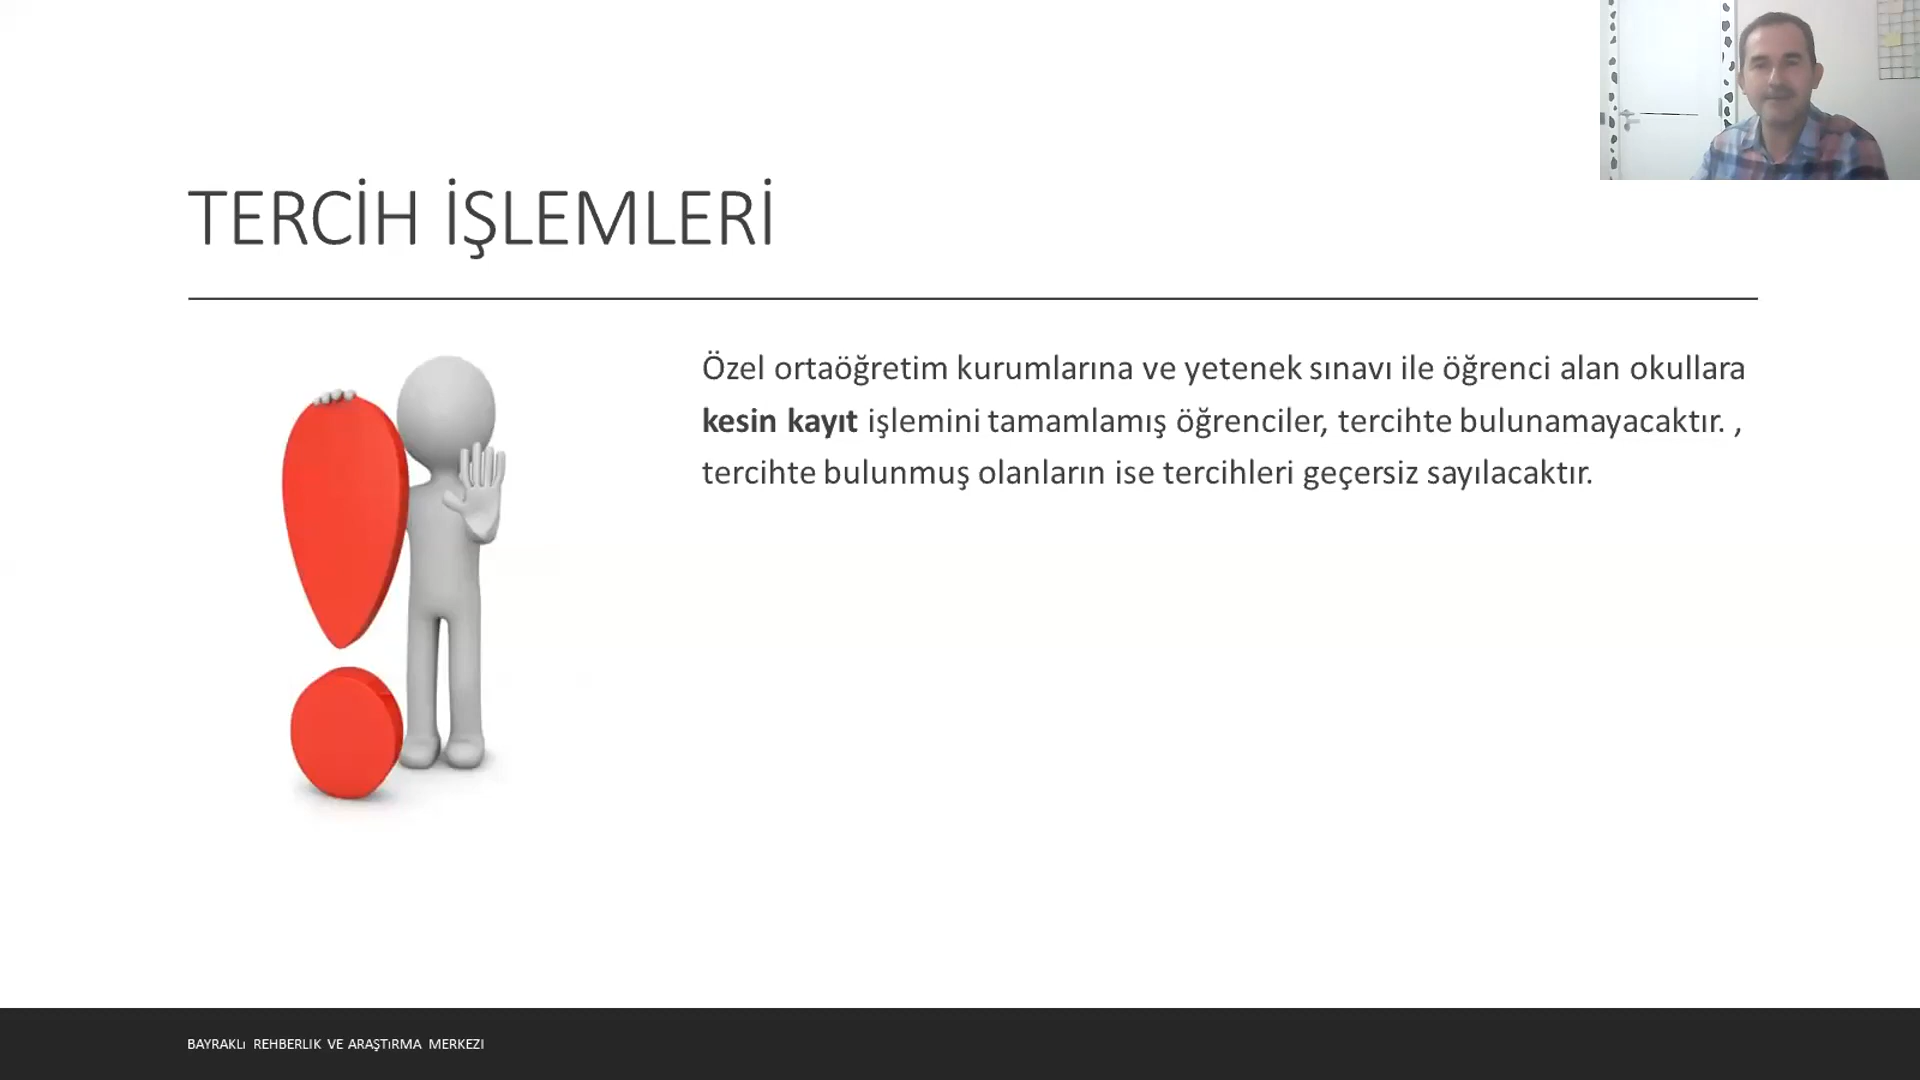 TERCİH İŞLEMLERİ
Özel ortaöğretim kurumlarına ve yetenek sınavı ile öğrenci alan okullara
kesin kayıt işlemini tamamlamış öğrenciler, tercihte bulunamayacaktır. ,
tercihte bulunmuş olanların ise tercihleri geçersiz sayılacaktır.
BAYRAKLı REHBERLIK VE ARAŞTıRMA MERKEZI